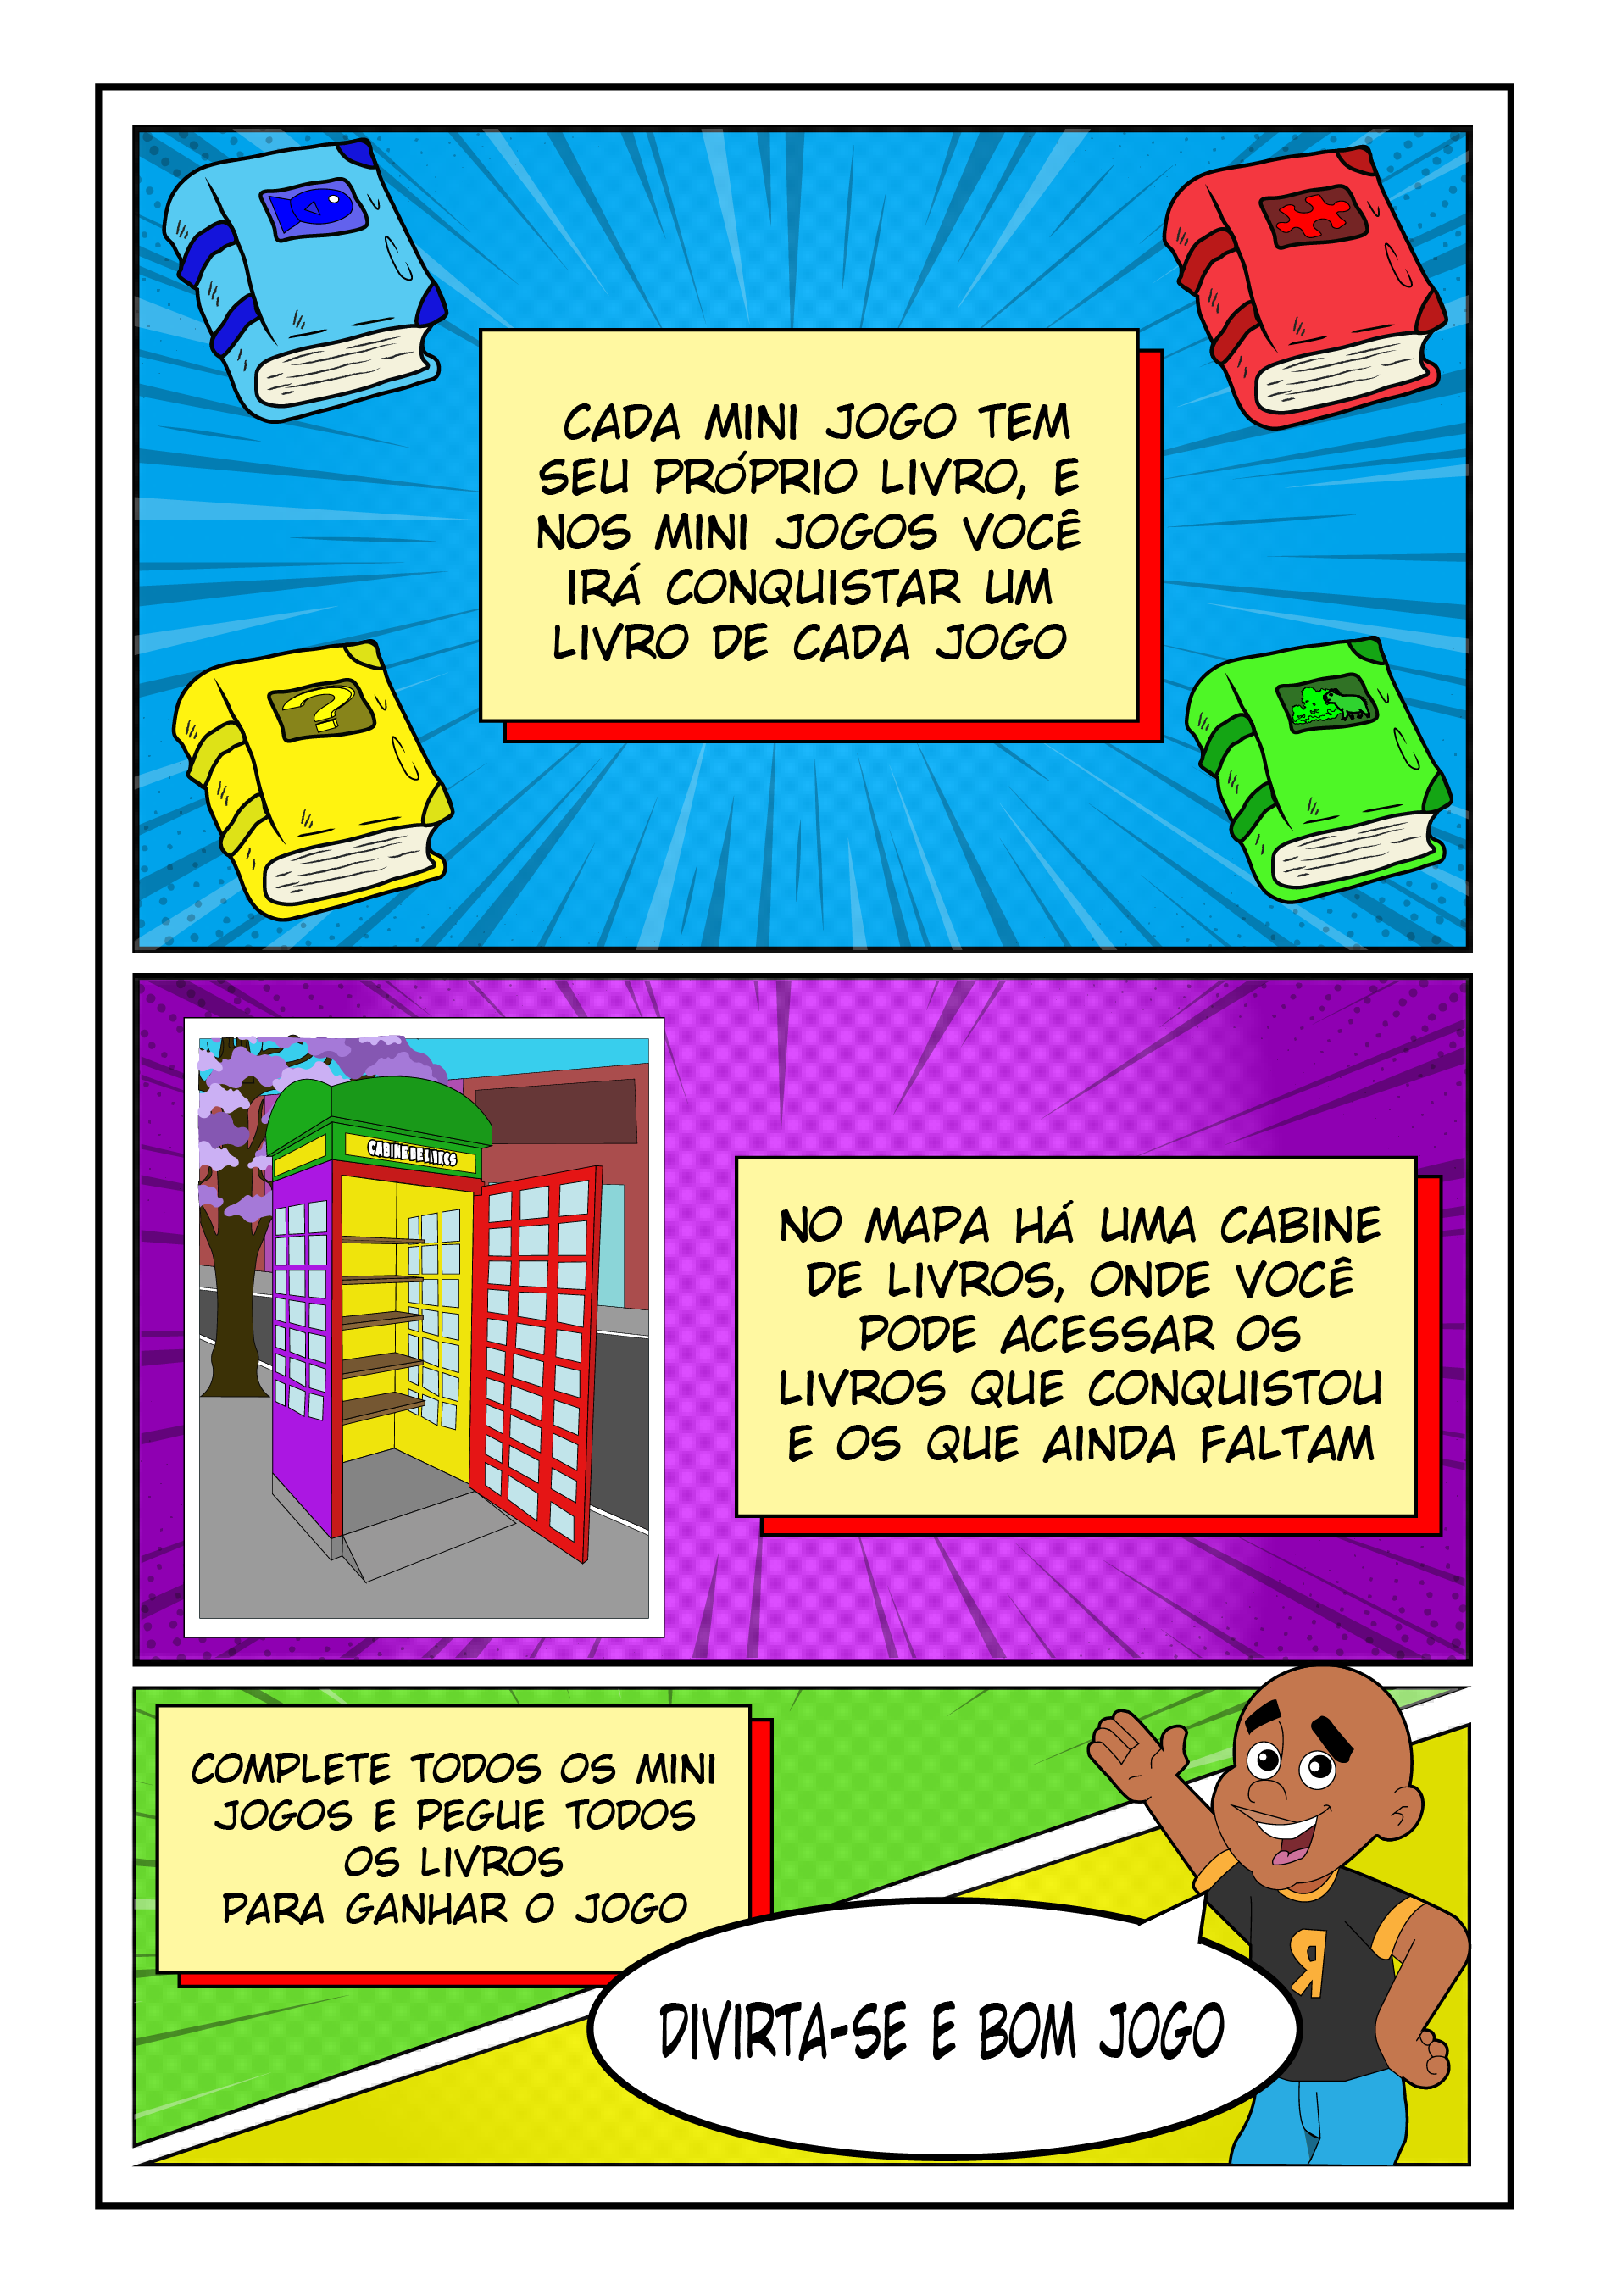 CADA MINI JOGO TEM
SEU PRÓPRIO LIVRO, E
NOS MINI JOGOS VOCÊ
IRÁ CONQUISTAR UM
LIVRO DE CADA JOGO
CABINE DE LIVROS
NO MAPA HÁ UMA CABINE
DE LIVROS, ONDE VOCÊ
PODE ACESSAR OS
LIVROS QUE CONQUISTOU
E OS QUE AINDA FALTAM
COMPLETE TODOS OS MINI
JOGOS E PEGUE TODOS
OS LIVROS
PARA GANHAR O JOGO
DIVIRTA-SE E BOM JOGO
R